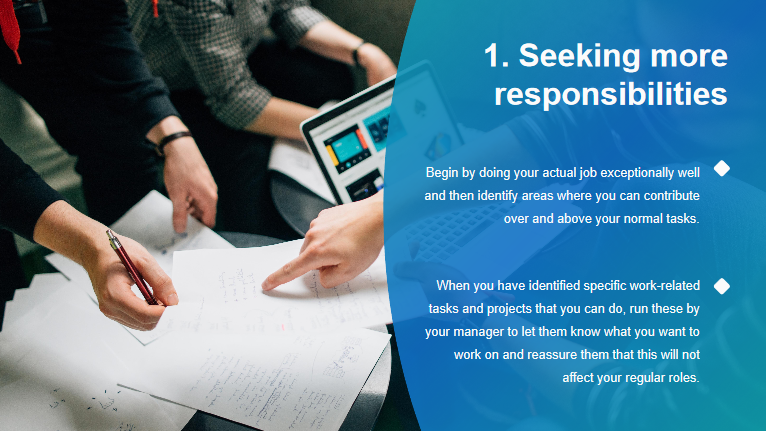 1. Seeking more
responsibilities
Begin by doing your actual job exceptionally well
and then identify areas where you can contribute
over and above your normal tasks.
When you have identified specific work-related
tasks and projects that you can do, run these by
your manager to let them know what you want to
work on and reassure them that this will not
affect your regular roles.